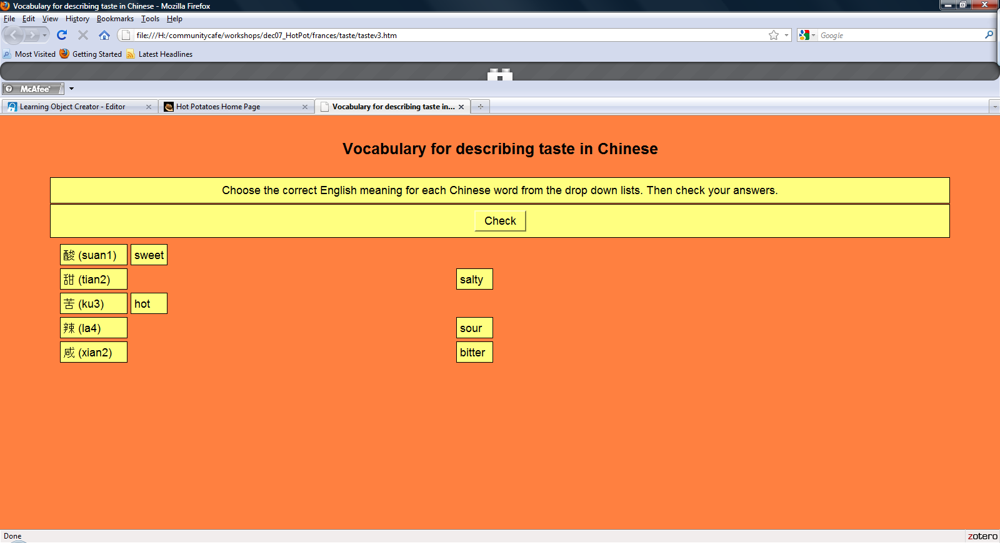 Vocabulary for describing taste in Chinese - Mozilla Firefox
File Edit View History Bookmarks Tools Help
file:///H:/communitycafe/workshops/dec07_HotPot/frances/taste/tastev3.htm Google
Most Visited Getting Started Latest Headlines
McAfee
Learning Object Creator - Editor Hot Potatoes Home Page Vocabulary for describing taste in...
Vocabulary for describing taste in Chinese
Choose the correct English meaning for each Chinese word from the drop down lists. Then check your answers.
Check
酸 (suan1) sweet
甜 (tian2) salty
苦 (ku3) hot
辣 (la4) sour
咸 (xian2) bitter
Done zotero